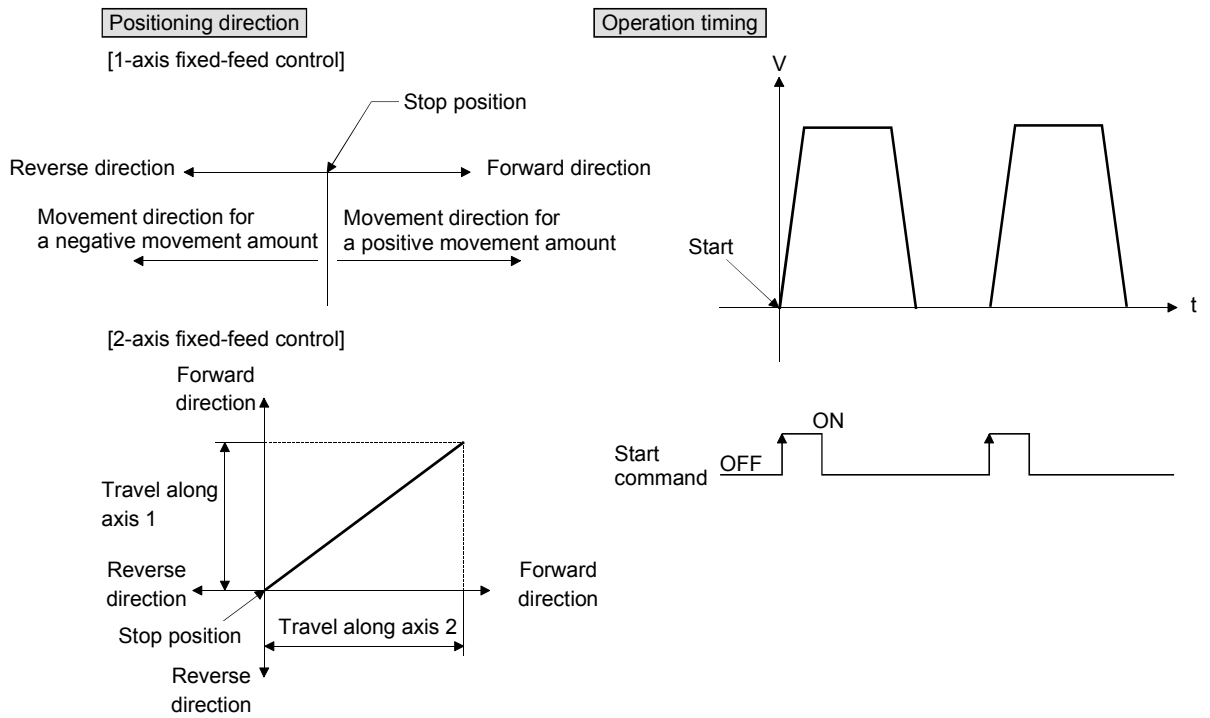 Positioning direction
[1-axis fixed-feed control]
Stop position
Reverse direction
Forward direction
Movement direction for
a negative movement amount
Movement direction for
a positive movement amount
[2-axis fixed-feed control]
Forward
direction
Travel along
axis 1
Reverse
direction
Forward
direction
Stop position
Travel along axis 2
Reverse
direction
Operation timing
V
Start
t
ON
Start
command
OFF